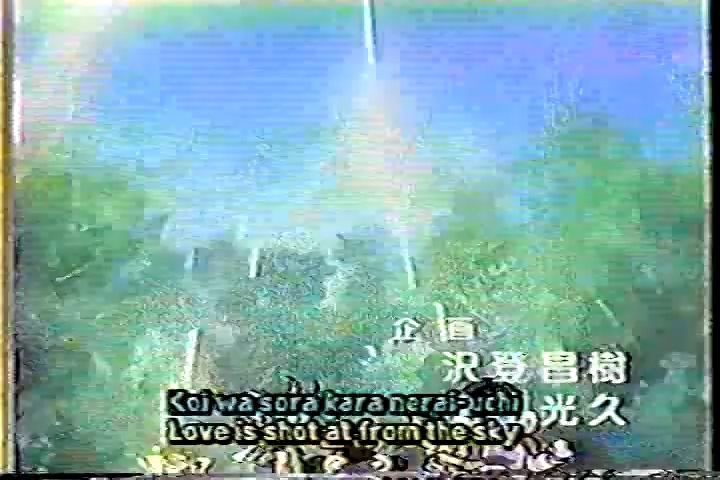 企画
沢登昌樹
光久
Koi wa sora kara nerai-uchi
Love is shot at from the sky